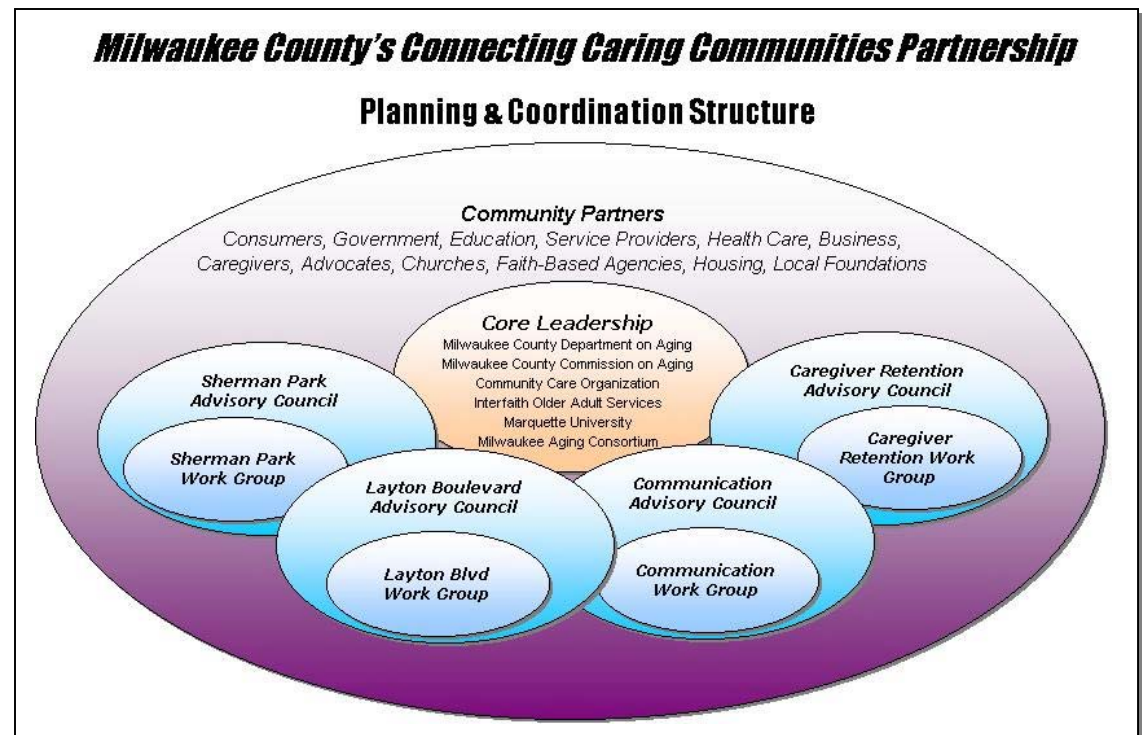 Milwaukee County's Connecting Caring Communities Partnership
Planning & Coordination Structure
Community Partners
Consumers, Government, Education, Service Providers, Health Care, Business,
Caregivers, Advocates, Churches, Faith-Based Agencies, Housing, Local Foundations
Core Leadership
Milwaukee County Department on Aging
Milwaukee County Commission on Aging
Community Care Organization
Interfaith Older Adult Services
Marquette University
Milwaukee Aging Consortium
Sherman Park
Advisory Council
Sherman Park
Work Group
Layton Boulevard
Advisory Council
Layton Blvd
Work Group
Communication
Advisory Council
Communication
Work Group
Caregiver Retention
Advisory Council
Caregiver
Retention Work
Group